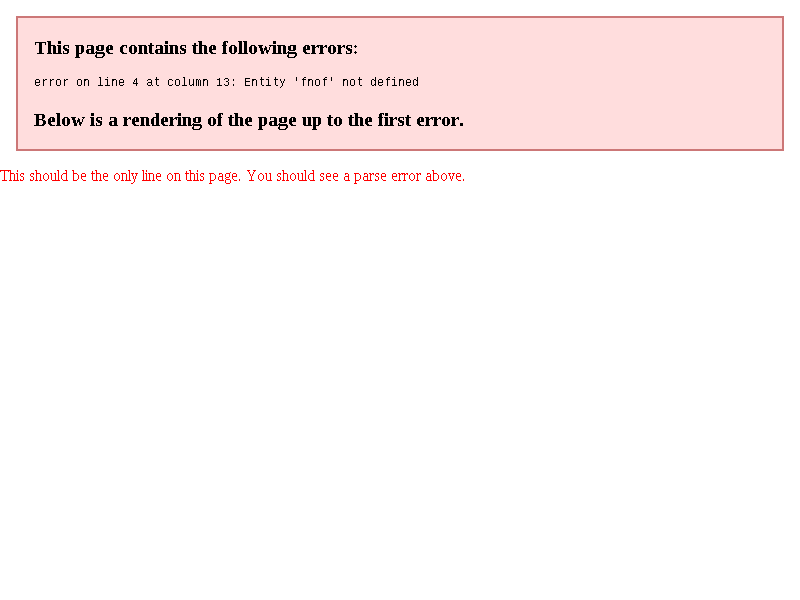 This page contains the following errors:
error on line 4 at column 13: Entity 'fnof' not defined
Below is a rendering of the page up to the first error.
This should be the only line on this page. You should see a parse error above.